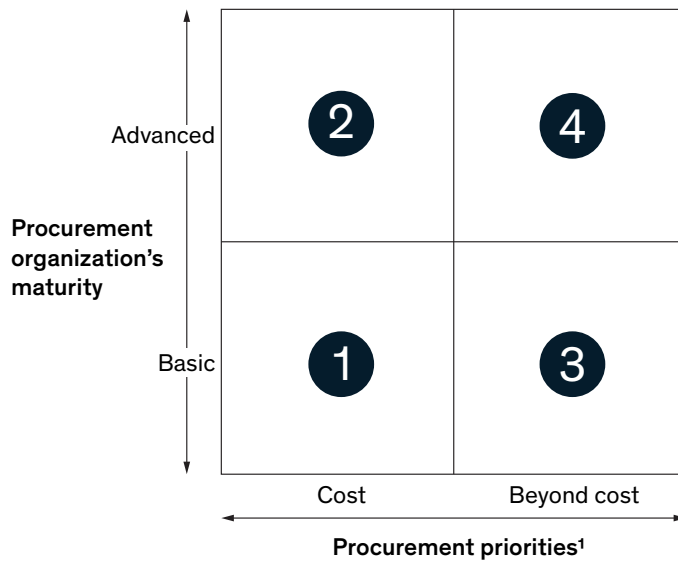 2
4
Advanced
Procurement
organization's
maturity
Basic
1
3
Cost
Beyond cost
Procurement priorities¹